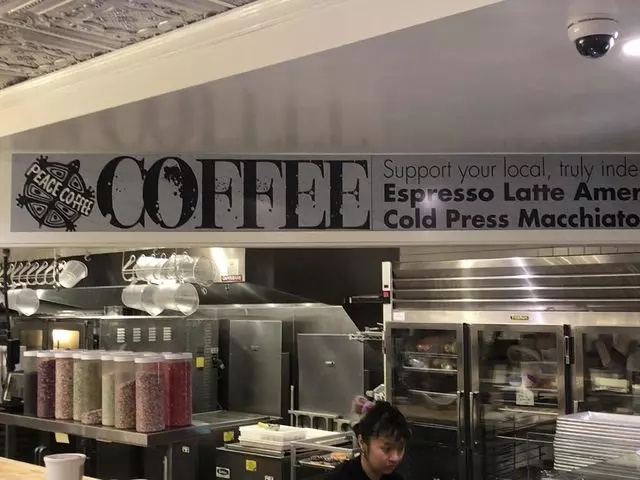 PEACE COFFEE
COFFEE
Support your local, truly inde
Espresso Latte Amer
Cold Press Macchiato